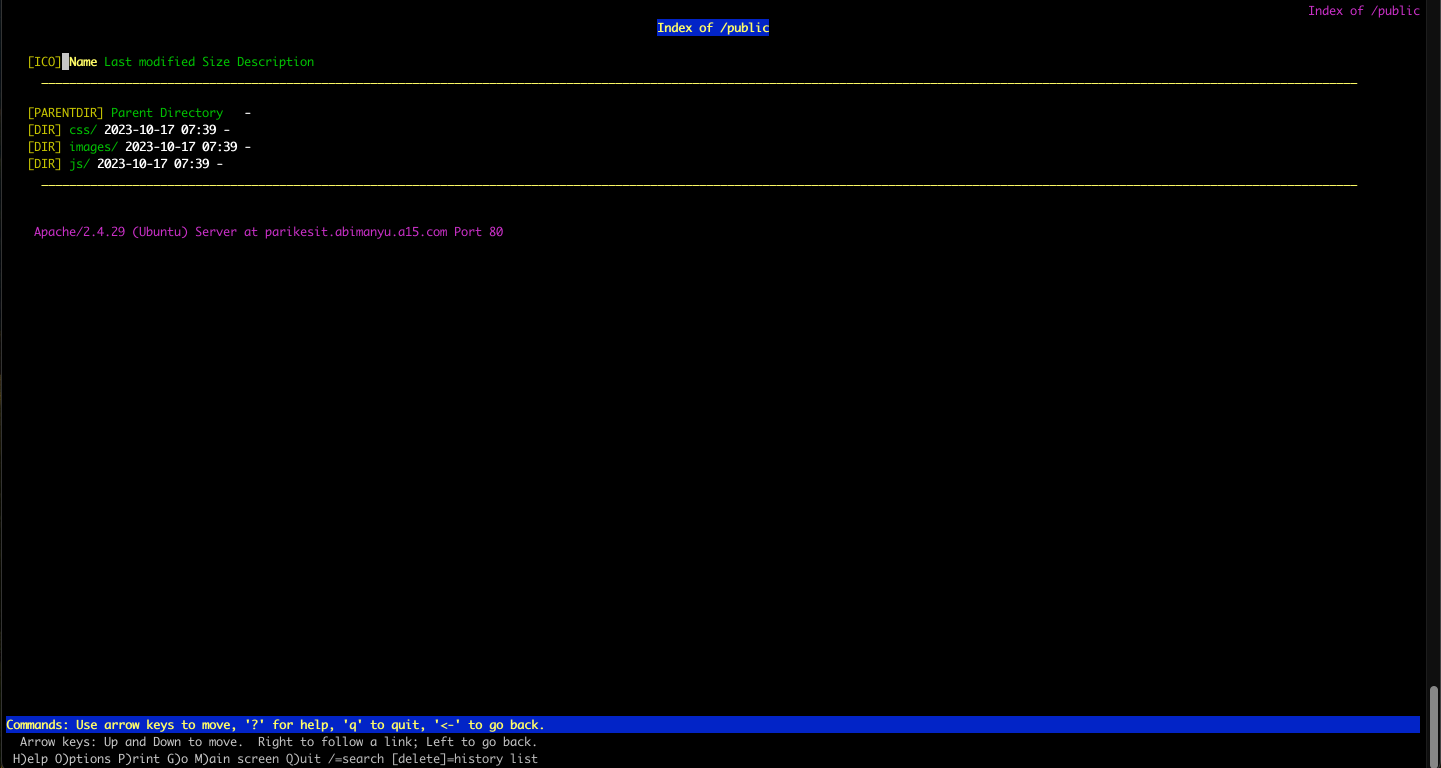 Index of /public
Index of /public
[ICO] Name Last modified Size Description
[PARENTDIR] Parent Directory -
[DIR] css/ 2023-10-17 07:39 -
[DIR] images/ 2023-10-17 07:39 -
[DIR] js/ 2023-10-17 07:39 -
Apache/2.4.29 (Ubuntu) Server at parikesit.abimanyu.a15.com Port 80
Commands: Use arrow keys to move, '?' for help, 'q' to quit, '<-' to go back.
Arrow keys: Up and Down to move. Right to follow a link; Left to go back.
H)elp O)ptions P)rint G)o M)ain screen Q)uit /=search [delete]=history list